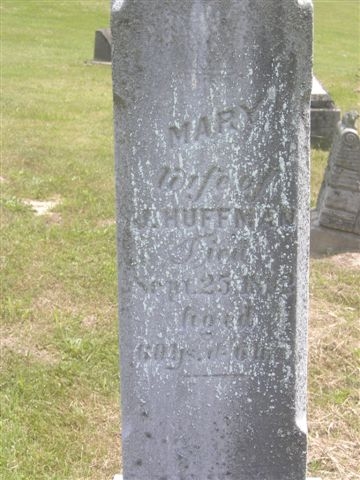 MARY
wife of
J. HUFFMAN
Died
Sept. 25,
Aged